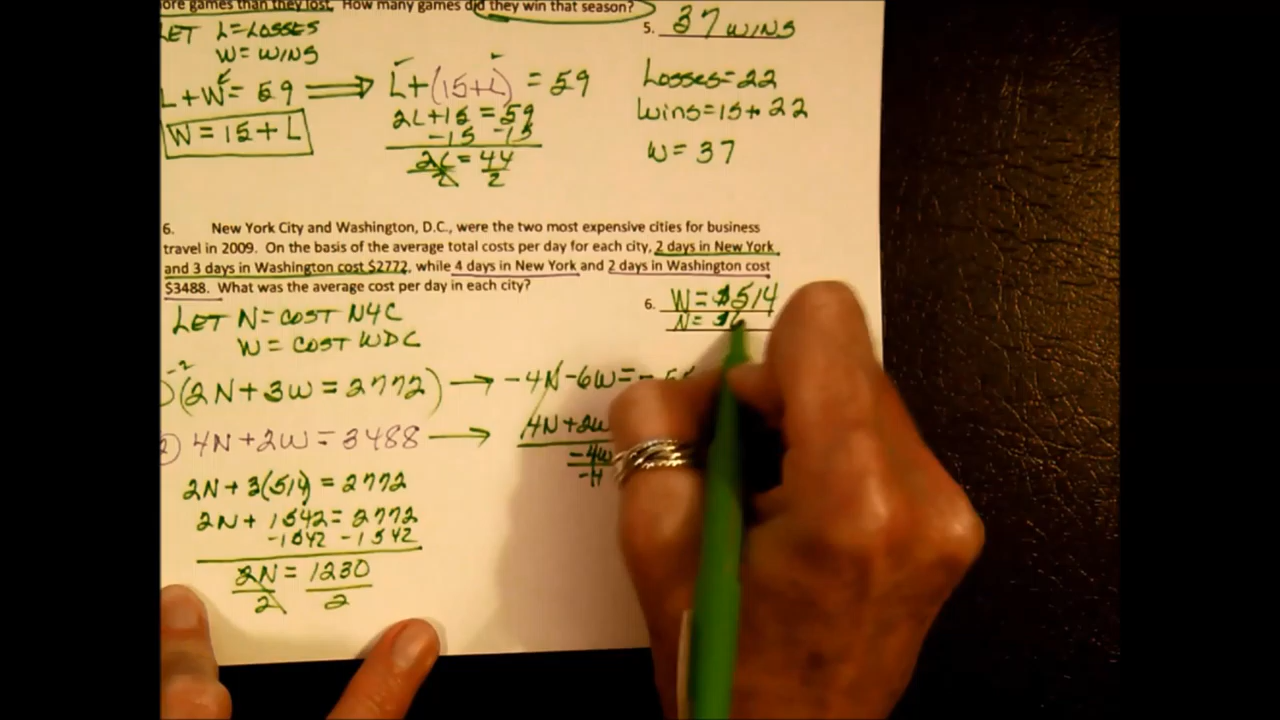 ore games than they lost. How many games did they win that season?
5. 37 WINS
LET L=LOSSES
W=WINS
L+W=59 ⟹ L+(15+L)=59
W=15+L
2L+15=59
-15 -15
2L=44
2 2
Losses=22
Wins=15+22
W=37
6. New York City and Washington, D.C., were the two most expensive cities for business
travel in 2009. On the basis of the average total costs per day for each city, 2 days in New York
and 3 days in Washington cost $2772, while 4 days in New York and 2 days in Washington cost
$3488. What was the average cost per day in each city?
6. W=$514
N=$6
LET N=COST NYC
W=COST WDC
-2
(2N+3W=2772) → -4N-6W=-5
2 4N+2W=3488 → 4N+2W
-4W
-4
2N+3(514)=2772
2N+1542=2772
-1542 -1542
2N=1230
2 2